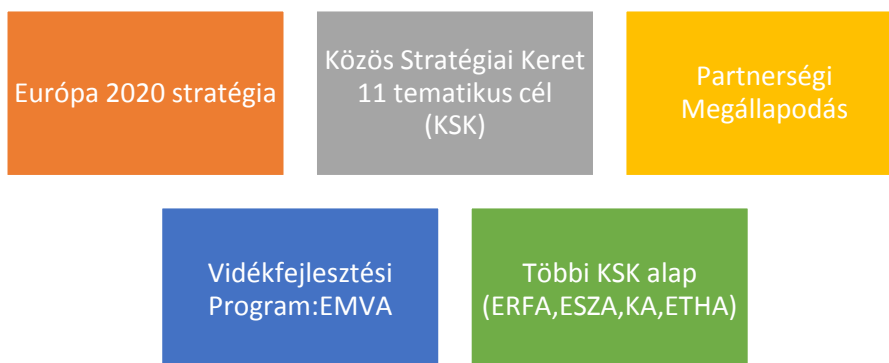 Európa 2020 stratégia
Közös Stratégiai Keret
11 tematikus cél
(KSK)
Partnerségi
Megállapodás
Vidékfejlesztési
Program:EMVA
Többi KSK alap
(ERFA,ESZA,KA,ETHA)